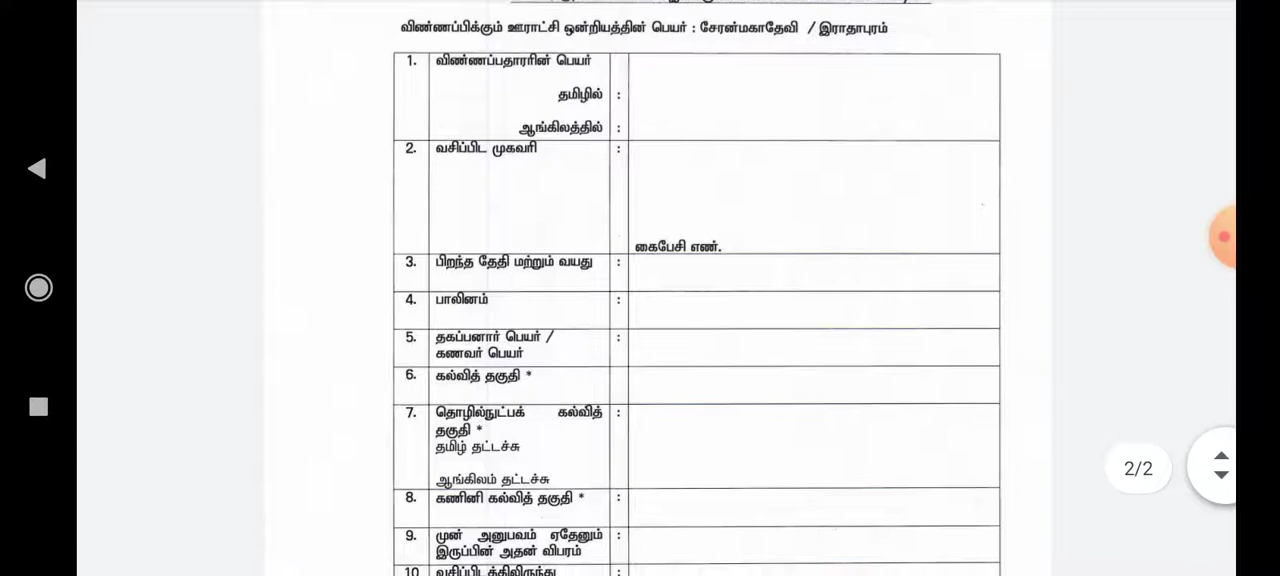 விண்ணப்பிக்கும் ஊராட்சி ஒன்றியத்தின் பெயர் : சேரன்மகாதேவி / இராதாபுரம்
1. விண்ணப்பதாரரின் பெயர்
தமிழில் :
ஆங்கிலத்தில் :
2. வசிப்பிட முகவரி :
கைபேசி எண்.
3. பிறந்த தேதி மற்றும் வயது :
4. பாலினம் :
5. தகப்பனார் பெயர் / :
கணவர் பெயர்
6. கல்வித் தகுதி * :
7. தொழில்நுட்பக் கல்வித் :
தகுதி *
தமிழ் தட்டச்சு
ஆங்கிலம் தட்டச்சு
8. கணினி கல்வித் தகுதி * :
9. முன் அனுபவம் ஏதேனும் :
இருப்பின் அதன் விபரம்
10 வசிப்பிடத்திலிருந்து :
2/2